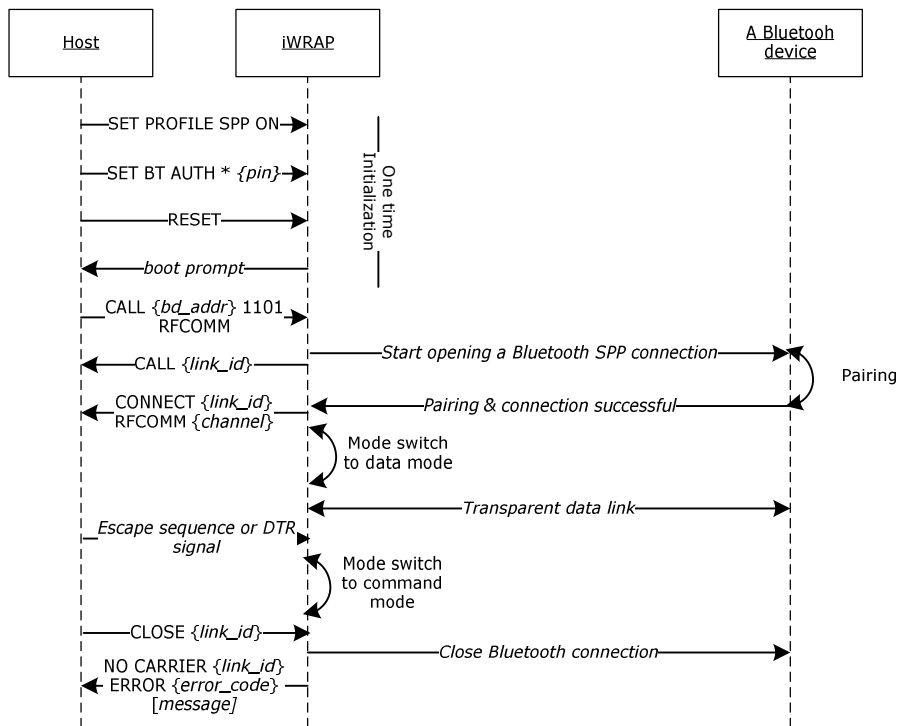 Host
iWRAP
A Bluetooh
device
SET PROFILE SPP ON
SET BT AUTH * {pin}
One time
Initialization
RESET
boot prompt
CALL {bd_addr} 1101
RFCOMM
Start opening a Bluetooth SPP connection
CALL {link_id}
Pairing
CONNECT {link_id}
RFCOMM {channel}
Pairing & connection successful
Mode switch
to data mode
Transparent data link
Escape sequence or DTR
signal
Mode switch
to command
mode
CLOSE {link_id}
Close Bluetooth connection
NO CARRIER {link_id}
ERROR {error_code}
[message]